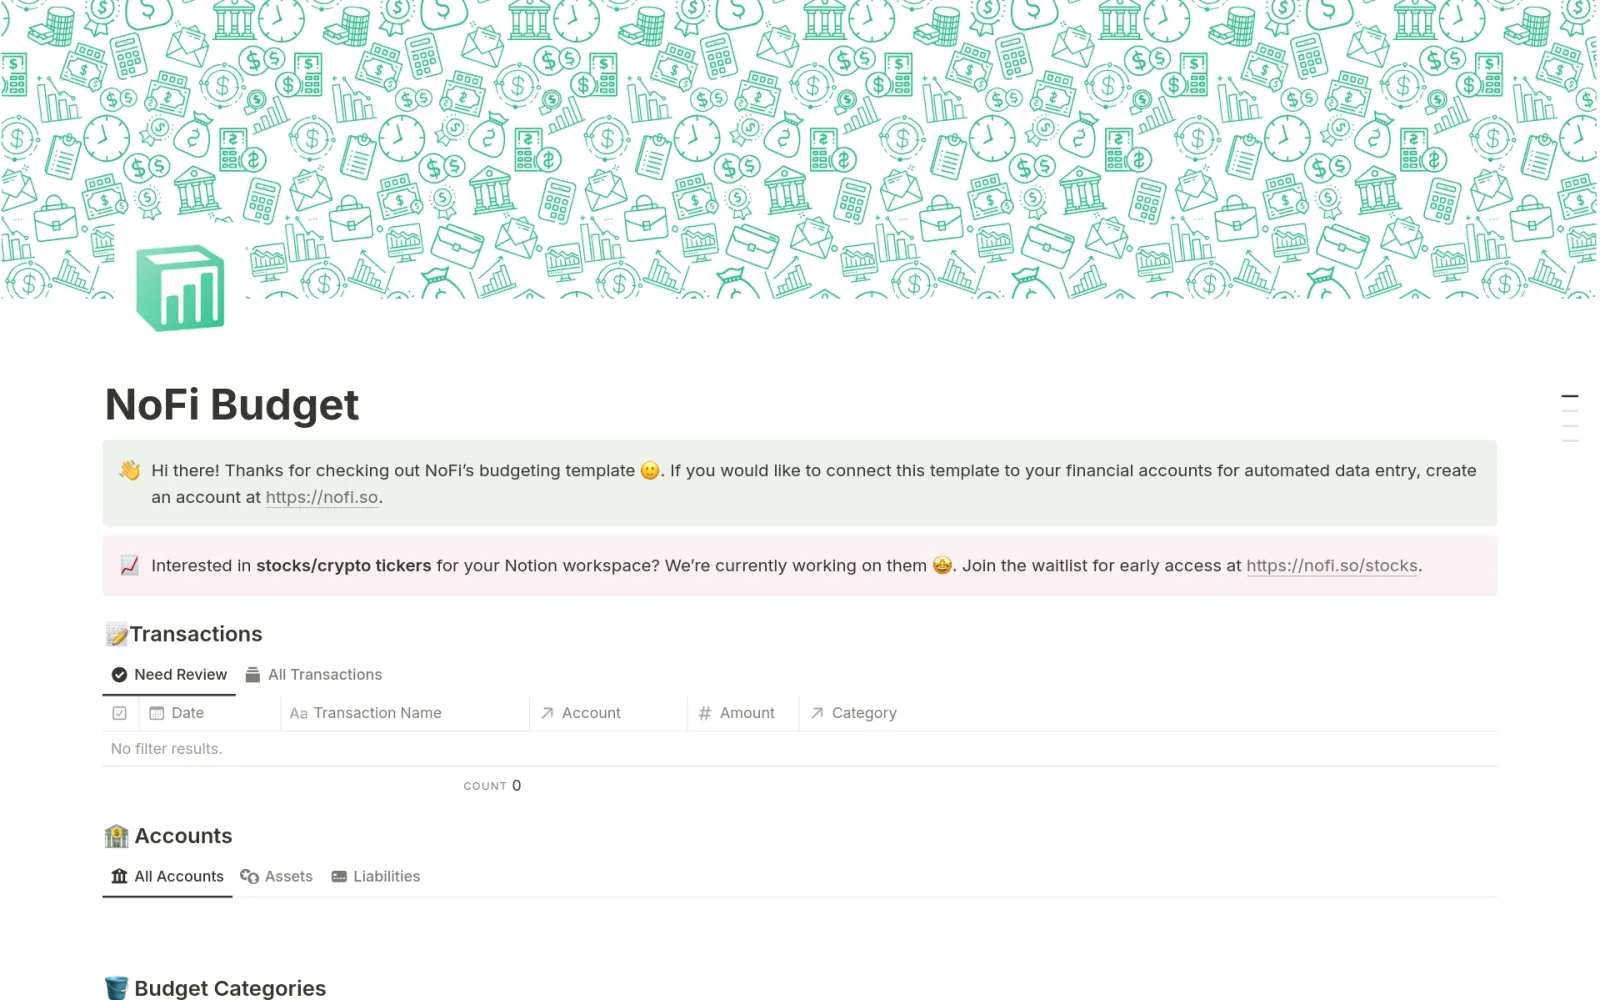 NoFi Budget
👋 Hi there! Thanks for checking out NoFi’s budgeting template 🙂. If you would like to connect this template to your financial accounts for automated data entry, create
an account at https://nofi.so.
📈 Interested in stocks/crypto tickers for your Notion workspace? We’re currently working on them 🤩. Join the waitlist for early access at https://nofi.so/stocks.
📝Transactions
Need Review All Transactions
Date Aa Transaction Name Account # Amount Category
No filter results.
COUNT 0
🏦 Accounts
All Accounts Assets Liabilities
🪣 Budget Categories